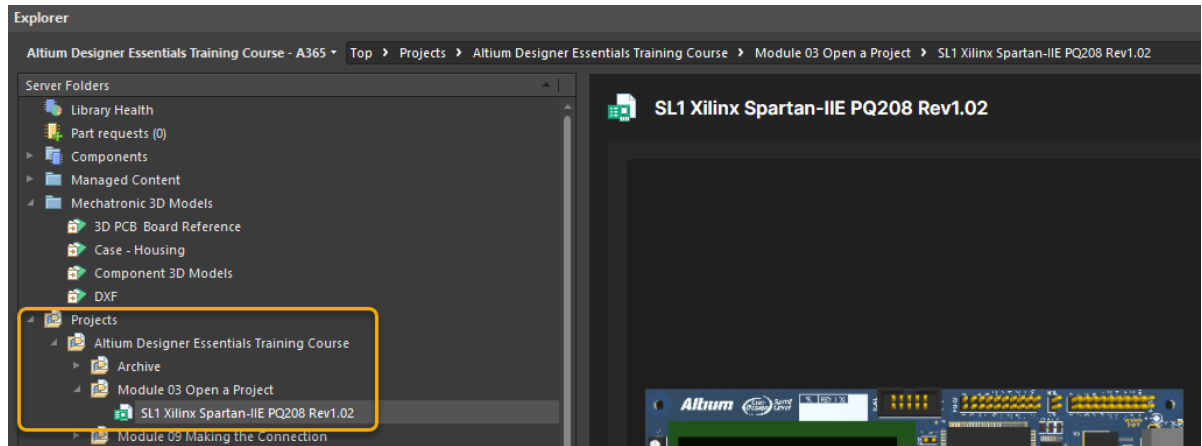 Explorer
Altium Designer Essentials Training Course - A365 Top Projects Altium Designer Essentials Training Course Module 03 Open a Project SL1 Xilinx Spartan-IIE PQ208 Rev1.02
Server Folders
Library Health
Part requests (0)
Components
Managed Content
Mechatronic 3D Models
3D PCB Board Reference
Case - Housing
Component 3D Models
DXF
Projects
Altium Designer Essentials Training Course
Archive
Module 03 Open a Project
SL1 Xilinx Spartan-IIE PQ208 Rev1.02
Module 09 Making the Connection
SL1 Xilinx Spartan-IIE PQ208 Rev1.02
Altium